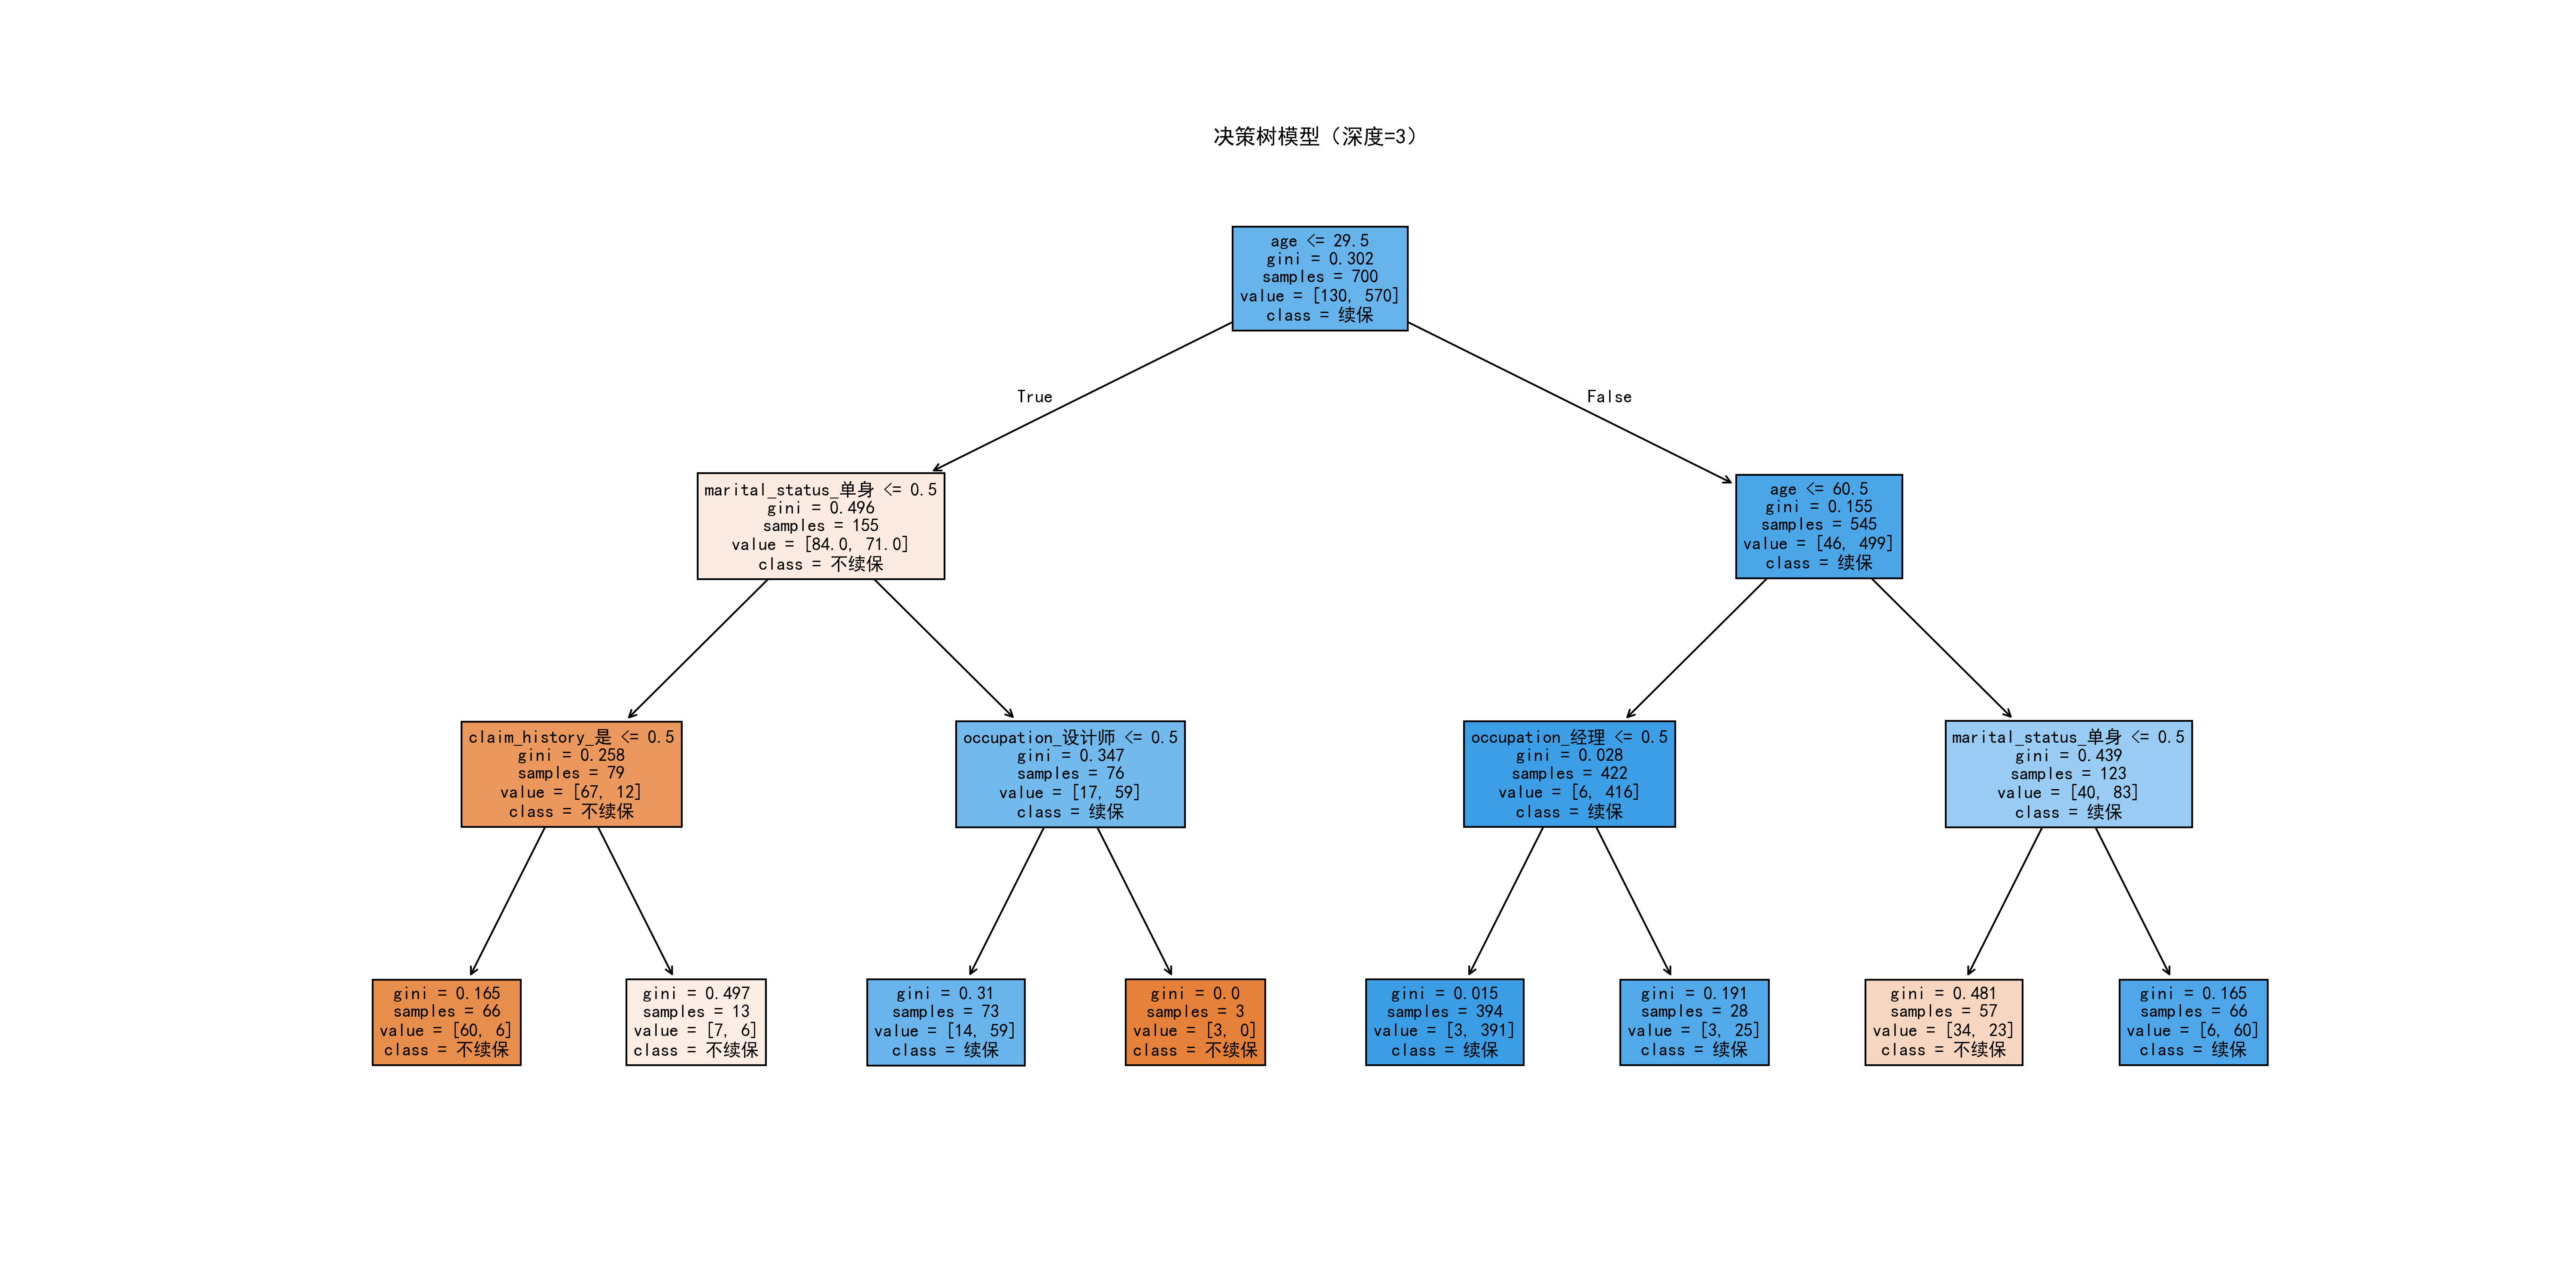 决策树模型（深度=3）
age <= 29.5
gini = 0.302
samples = 700
value = [130, 570]
class = 续保
True
False
marital_status_单身 <= 0.5
gini = 0.496
samples = 155
value = [84.0, 71.0]
class = 不续保
age <= 60.5
gini = 0.155
samples = 545
value = [46, 499]
class = 续保
claim_history_是 <= 0.5
gini = 0.258
samples = 79
value = [67, 12]
class = 不续保
occupation_设计师 <= 0.5
gini = 0.347
samples = 76
value = [17, 59]
class = 续保
occupation_经理 <= 0.5
gini = 0.028
samples = 422
value = [6, 416]
class = 续保
marital_status_单身 <= 0.5
gini = 0.439
samples = 123
value = [40, 83]
class = 续保
gini = 0.165
samples = 66
value = [60, 6]
class = 不续保
gini = 0.497
samples = 13
value = [7, 6]
class = 不续保
gini = 0.31
samples = 73
value = [14, 59]
class = 续保
gini = 0.0
samples = 3
value = [3, 0]
class = 不续保
gini = 0.015
samples = 394
value = [3, 391]
class = 续保
gini = 0.191
samples = 28
value = [3, 25]
class = 续保
gini = 0.481
samples = 57
value = [34, 23]
class = 不续保
gini = 0.165
samples = 66
value = [6, 60]
class = 续保